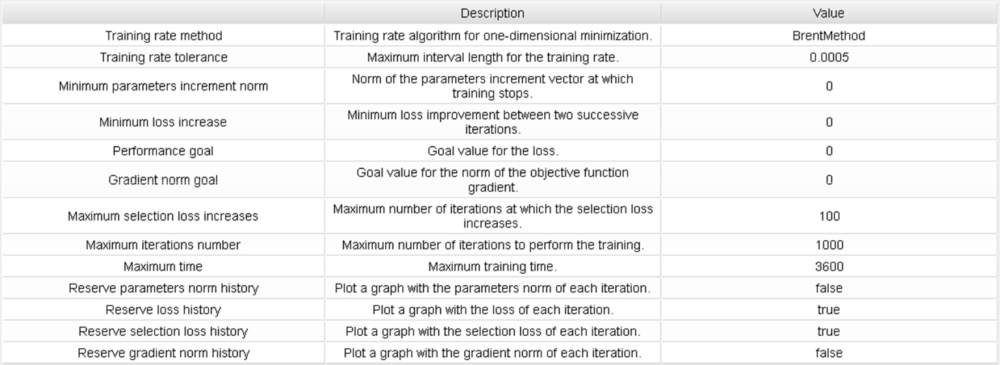 Description Value
Training rate method Training rate algorithm for one-dimensional minimization. BrentMethod
Training rate tolerance Maximum interval length for the training rate. 0.0005
Minimum parameters increment norm Norm of the parameters increment vector at which training stops. 0
Minimum loss increase Minimum loss improvement between two successive iterations. 0
Performance goal Goal value for the loss. 0
Gradient norm goal Goal value for the norm of the objective function gradient. 0
Maximum selection loss increases Maximum number of iterations at which the selection loss increases. 100
Maximum iterations number Maximum number of iterations to perform the training. 1000
Maximum time Maximum training time. 3600
Reserve parameters norm history Plot a graph with the parameters norm of each iteration. false
Reserve loss history Plot a graph with the loss of each iteration. true
Reserve selection loss history Plot a graph with the selection loss of each iteration. true
Reserve gradient norm history Plot a graph with the gradient norm of each iteration. false